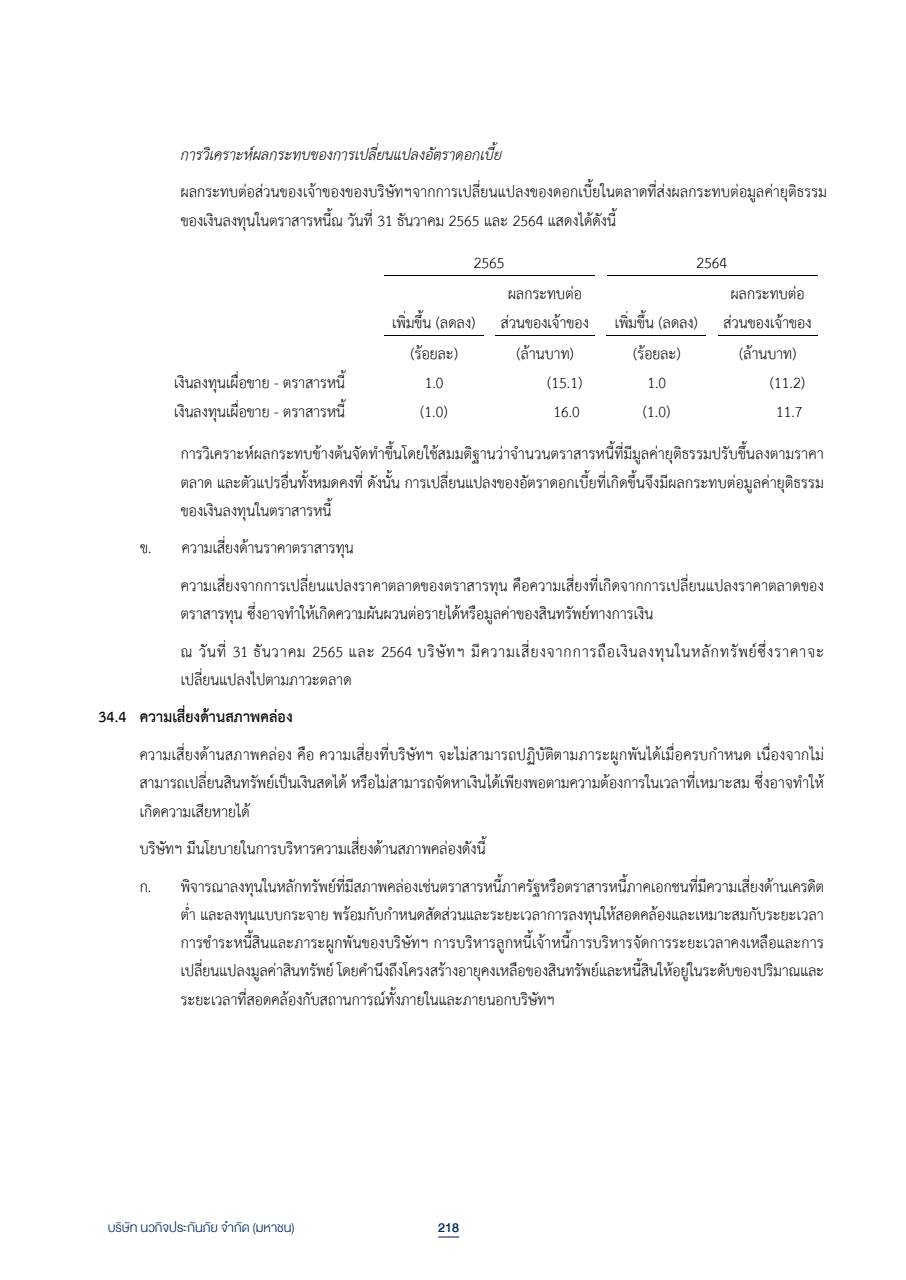 การวิเคราะห์ผลกระทบของการเปลี่ยนแปลงอัตราดอกเบี้ย
ผลกระทบต่อส่วนของเจ้าของของบริษัทฯจากการเปลี่ยนแปลงของดอกเบี้ยในตลาดที่ส่งผลกระทบต่อมูลค่ายุติธรรม
ของเงินลงทุนในตราสารหนี้ณ วันที่ 31 ธันวาคม 2565 และ 2564 แสดงได้ดังนี้
2565 2564
ผลกระทบต่อ ผลกระทบต่อ
เพิ่มขึ้น (ลดลง) ส่วนของเจ้าของ เพิ่มขึ้น (ลดลง) ส่วนของเจ้าของ
(ร้อยละ) (ล้านบาท) (ร้อยละ) (ล้านบาท)
เงินลงทุนเผื่อขาย - ตราสารหนี้ 1.0 (15.1) 1.0 (11.2)
เงินลงทุนเผื่อขาย - ตราสารหนี้ (1.0) 16.0 (1.0) 11.7
การวิเคราะห์ผลกระทบข้างต้นจัดทำขึ้นโดยใช้สมมติฐานว่าจำนวนตราสารหนี้ที่มีมูลค่ายุติธรรมปรับขึ้นลงตามราคา
ตลาด และตัวแปรอื่นทั้งหมดคงที่ ดังนั้น การเปลี่ยนแปลงของอัตราดอกเบี้ยที่เกิดขึ้นจึงมีผลกระทบต่อมูลค่ายุติธรรม
ของเงินลงทุนในตราสารหนี้
ข. ความเสี่ยงด้านราคาตราสารทุน
ความเสี่ยงจากการเปลี่ยนแปลงราคาตลาดของตราสารทุน คือความเสี่ยงที่เกิดจากการเปลี่ยนแปลงราคาตลาดของ
ตราสารทุน ซึ่งอาจทำให้เกิดความผันผวนต่อรายได้หรือมูลค่าของสินทรัพย์ทางการเงิน
ณ วันที่ 31 ธันวาคม 2565 และ 2564 บริษัทฯ มีความเสี่ยงจากการถือเงินลงทุนในหลักทรัพย์ซึ่งราคาจะ
เปลี่ยนแปลงไปตามภาวะตลาด
34.4 ความเสี่ยงด้านสภาพคล่อง
ความเสี่ยงด้านสภาพคล่อง คือ ความเสี่ยงที่บริษัทฯ จะไม่สามารถปฏิบัติตามภาระผูกพันได้เมื่อครบกำหนด เนื่องจากไม่
สามารถเปลี่ยนสินทรัพย์เป็นเงินสดได้ หรือไม่สามารถจัดหาเงินได้เพียงพอตามความต้องการในเวลาที่เหมาะสม ซึ่งอาจทำให้
เกิดความเสียหายได้
บริษัทฯ มีนโยบายในการบริหารความเสี่ยงด้านสภาพคล่องดังนี้
ก. พิจารณาลงทุนในหลักทรัพย์ที่มีสภาพคล่องเช่นตราสารหนี้ภาครัฐหรือตราสารหนี้ภาคเอกชนที่มีความเสี่ยงด้านเครดิต
ต่ำ และลงทุนแบบกระจาย พร้อมกับกำหนดสัดส่วนและระยะเวลาการลงทุนให้สอดคล้องและเหมาะสมกับระยะเวลา
การชำระหนี้สินและภาระผูกพันของบริษัทฯ การบริหารลูกหนี้เจ้าหนี้การบริหารจัดการระยะเวลาคงเหลือและการ
เปลี่ยนแปลงมูลค่าสินทรัพย์ โดยคำนึงถึงโครงสร้างอายุคงเหลือของสินทรัพย์และหนี้สินให้อยู่ในระดับของปริมาณและ
ระยะเวลาที่สอดคล้องกับสถานการณ์ทั้งภายในและภายนอกบริษัทฯ
บริษัท นวกิจประกันภัย จำกัด (มหาชน) 218